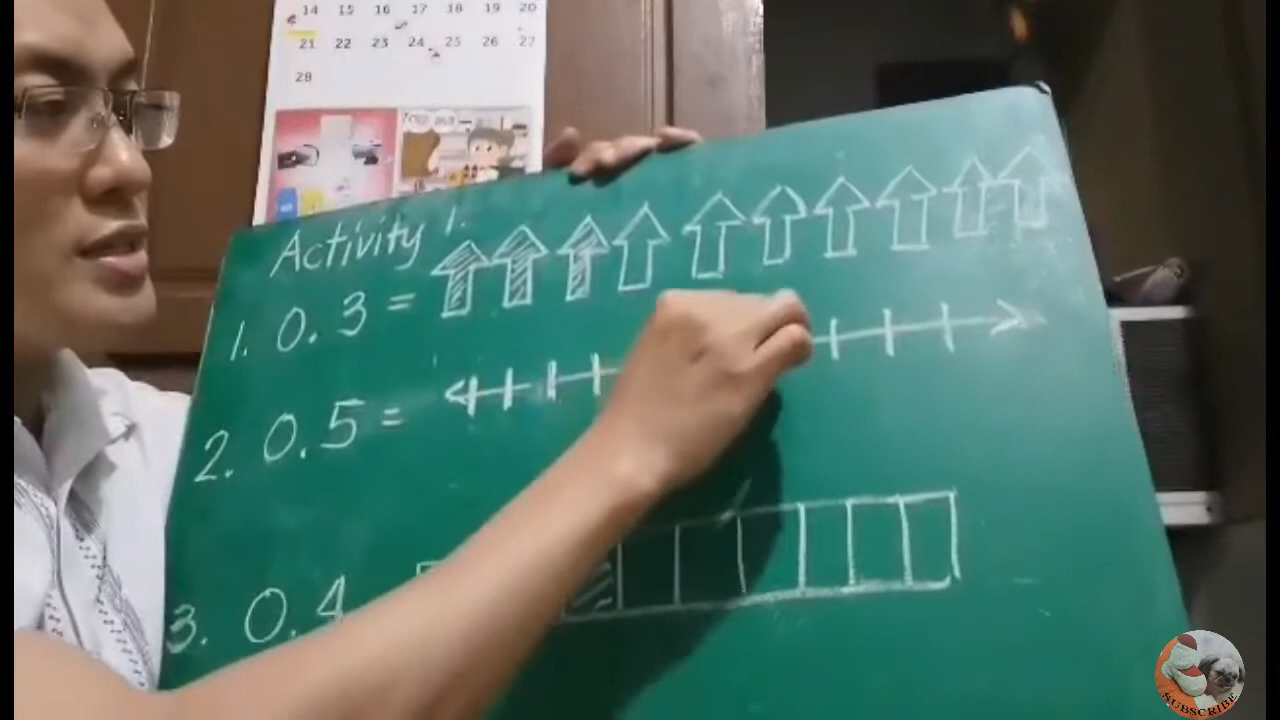 14 15 16 17 18 19 20
21 22 23 24 25 26 27
28
Activity 1.
1. 0.3 =
2. 0.5 =
3. 0.4
SUBSCRIBE